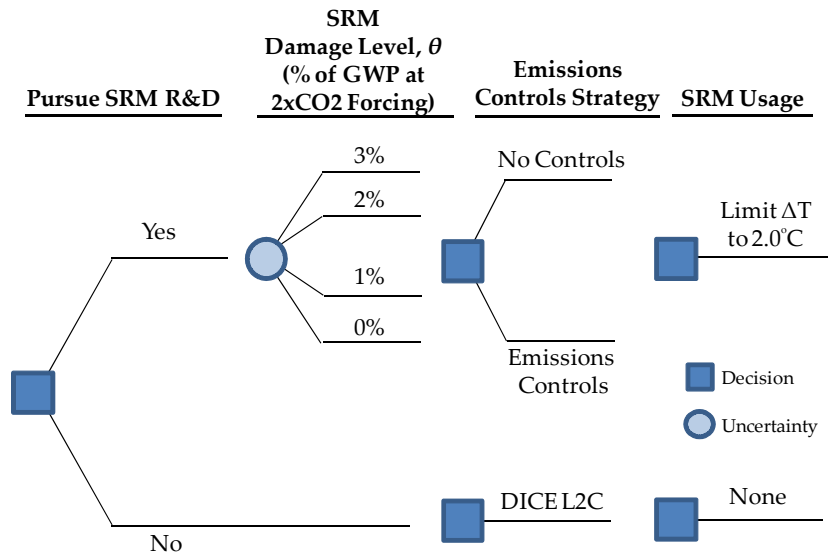 SRM
Damage Level, θ
(% of GWP at
2xCO2 Forcing)
Pursue SRM R&D
Emissions
Controls Strategy
SRM Usage
3%
2%
1%
0%
Yes
No Controls
Limit ΔT
to 2.0°C
Emissions
Controls
Decision
Uncertainty
No
DICE L2C
None